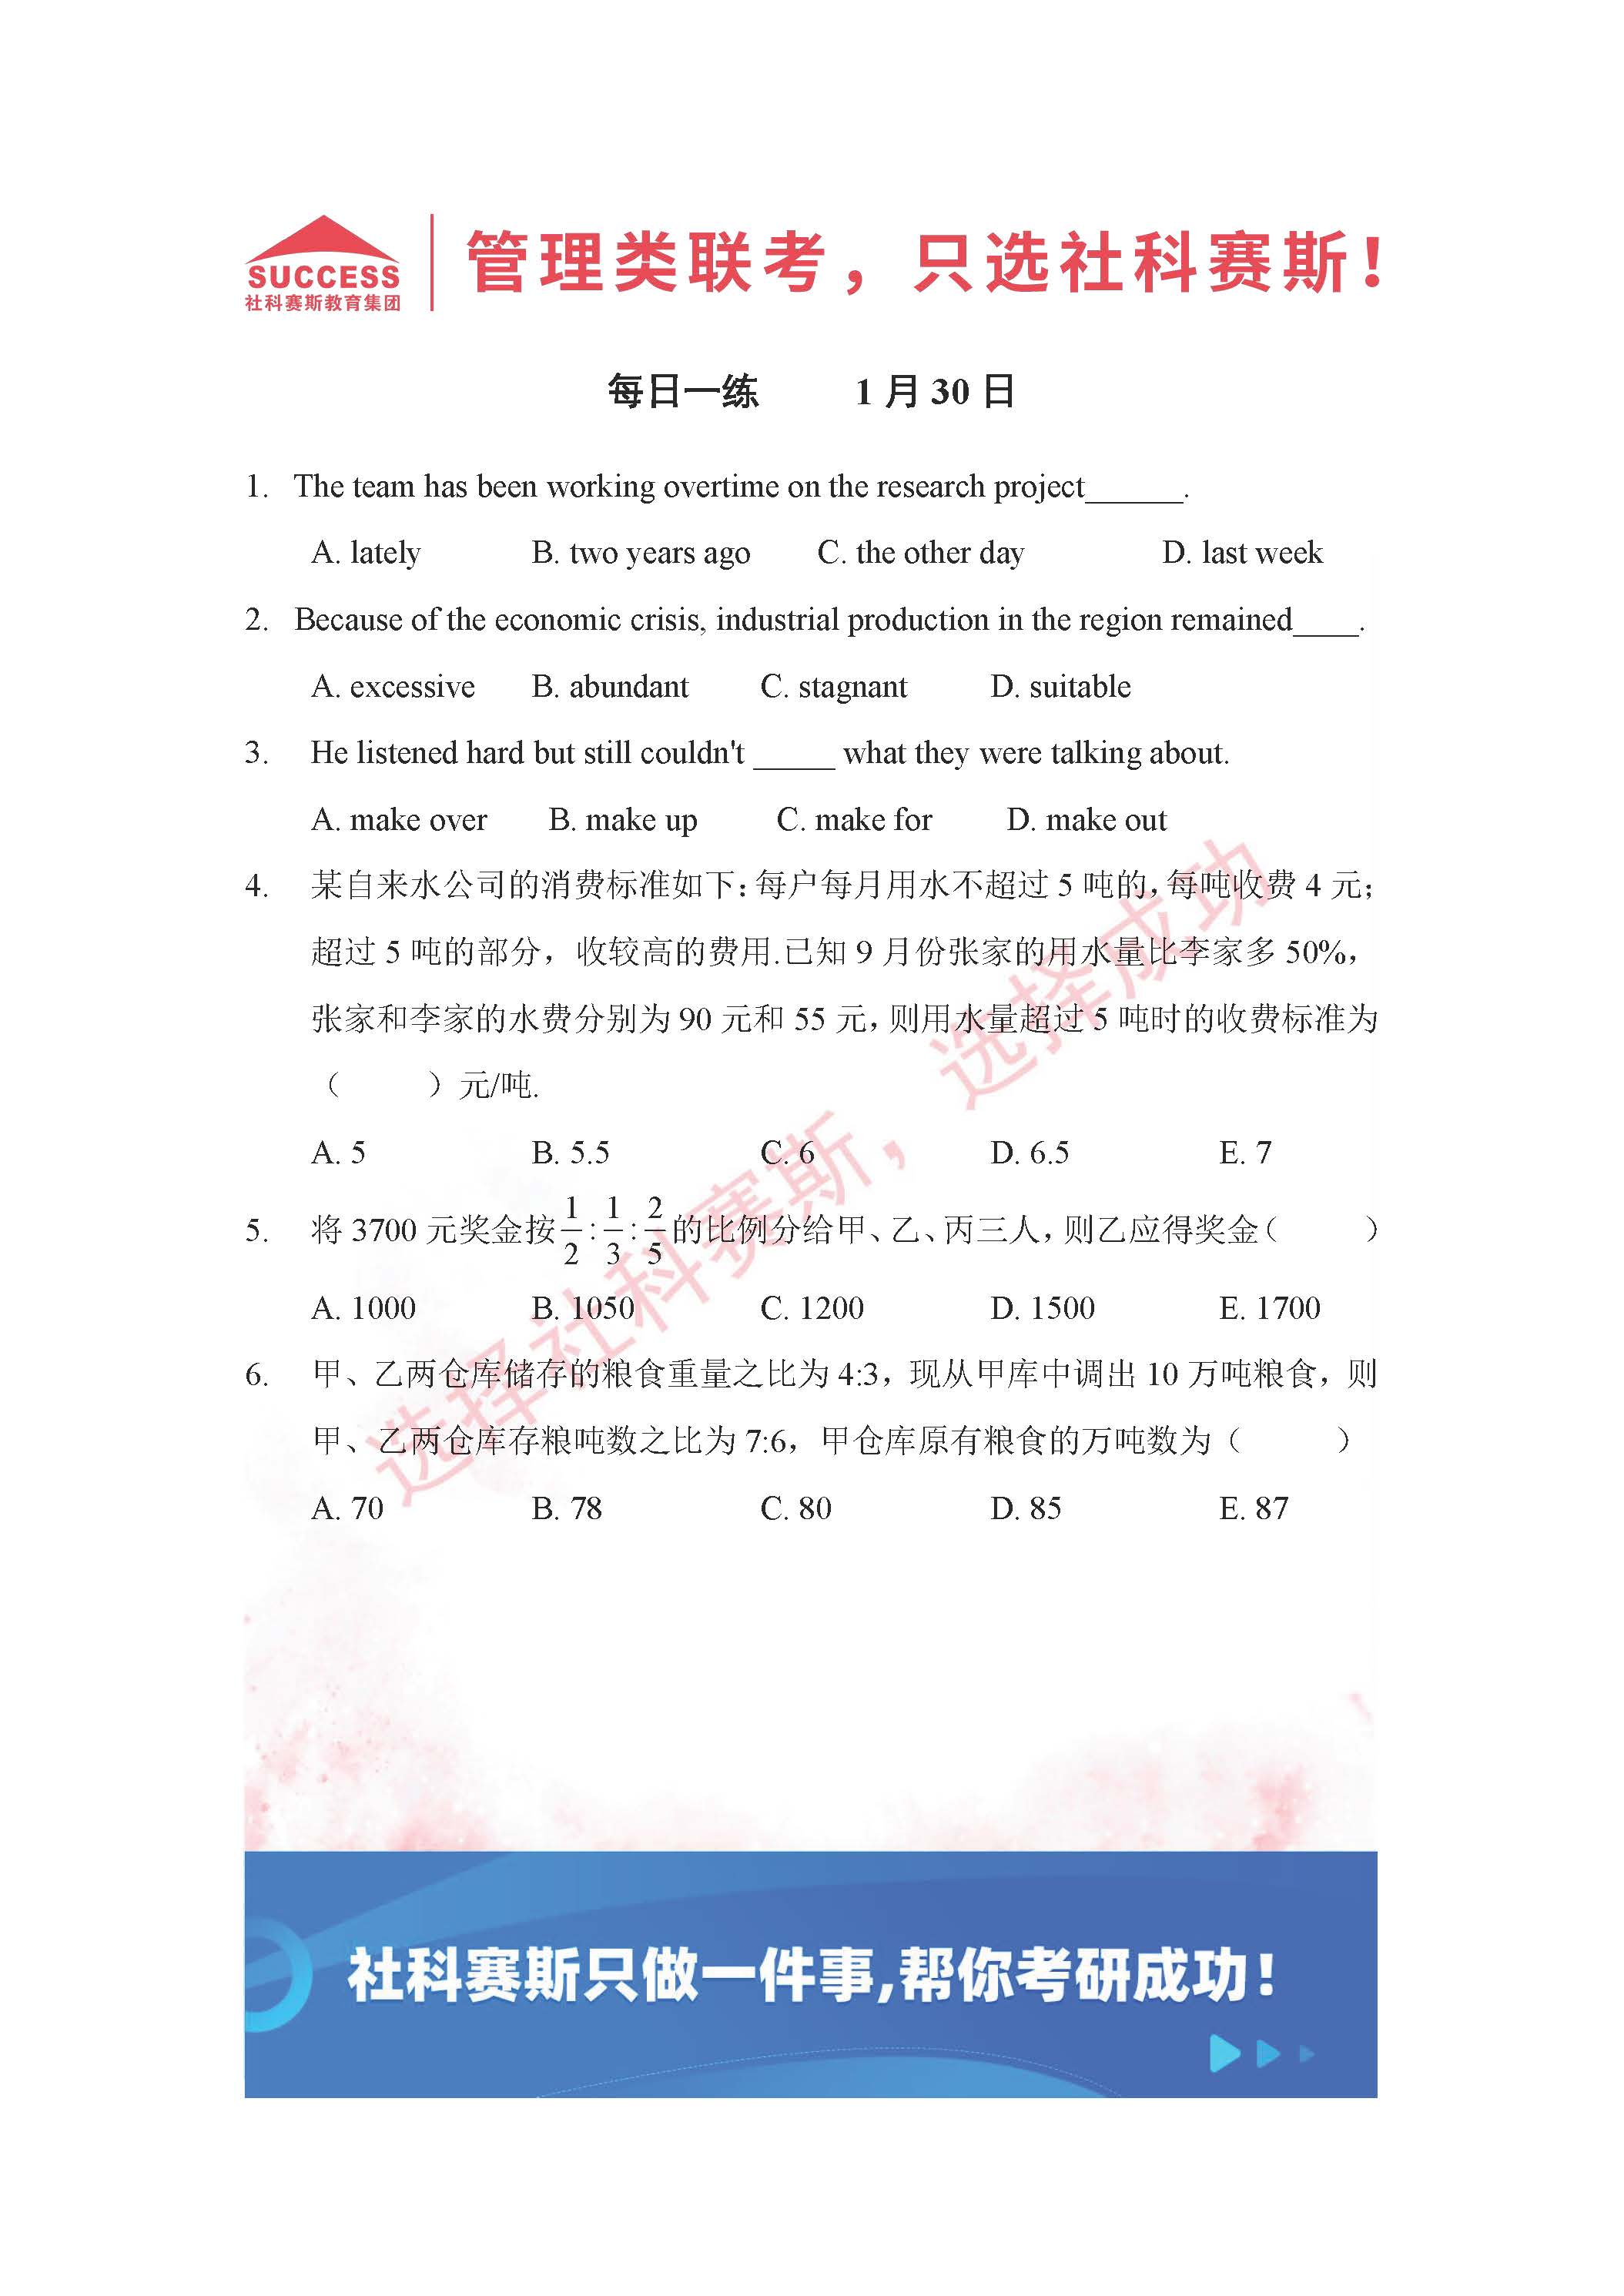 SUCCESS
社科赛斯教育集团
管理类联考，只选社科赛斯！
每日一练 1 月 30 日
1. The team has been working overtime on the research project______.
A. lately B. two years ago C. the other day D. last week
2. Because of the economic crisis, industrial production in the region remained____.
A. excessive B. abundant C. stagnant D. suitable
3. He listened hard but still couldn't _____ what they were talking about.
A. make over B. make up C. make for D. make out
4. 某自来水公司的消费标准如下：每户每月用水不超过 5 吨的，每吨收费 4 元；
超过 5 吨的部分，收较高的费用.已知 9 月份张家的用水量比李家多 50%，
张家和李家的水费分别为 90 元和 55 元，则用水量超过 5 吨时的收费标准为
（ ）元/吨.
A. 5 B. 5.5 C. 6 D. 6.5 E. 7
5. 将 3700 元奖金按 1/2 : 1/3 : 2/5 的比例分给甲、乙、丙三人，则乙应得奖金（ ）
A. 1000 B. 1050 C. 1200 D. 1500 E. 1700
6. 甲、乙两仓库储存的粮食重量之比为 4:3，现从甲库中调出 10 万吨粮食，则
甲、乙两仓库存粮吨数之比为 7:6，甲仓库原有粮食的万吨数为（ ）
A. 70 B. 78 C. 80 D. 85 E. 87
选择社科赛斯，选择成功
社科赛斯只做一件事,帮你考研成功！